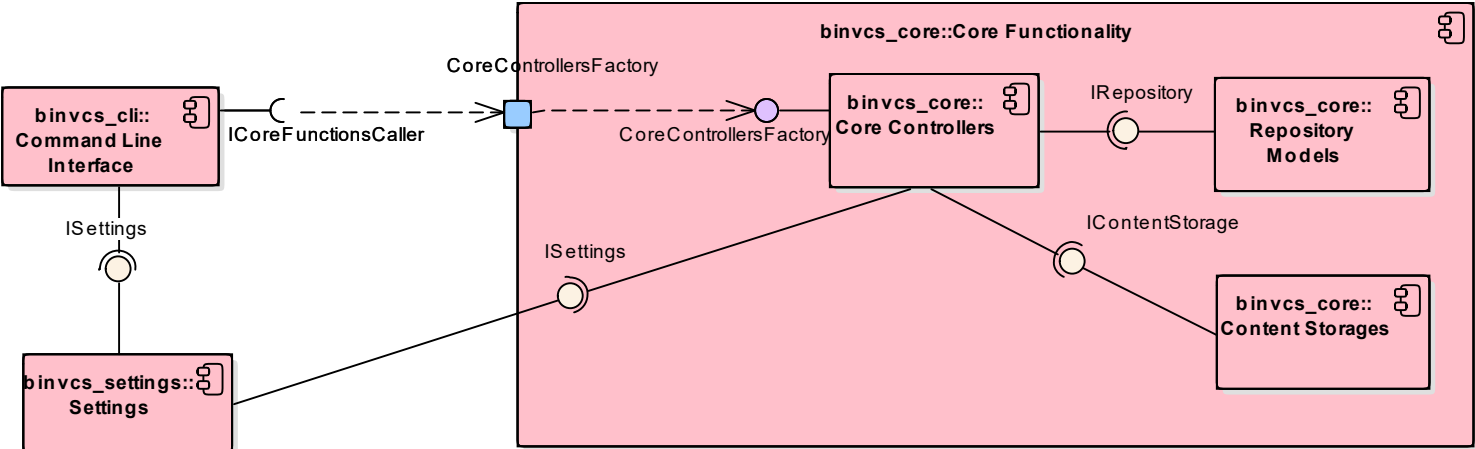 binvcs_core::Core Functionality
CoreControllersFactory
binvcs_cli::
Command Line
Interface
ICoreFunctionsCaller
CoreControllersFactory
binvcs_core::
Core Controllers
IRepository
binvcs_core::
Repository
Models
ISettings
ISettings
IContentStorage
binvcs_core::
Content Storages
binvcs_settings::
Settings